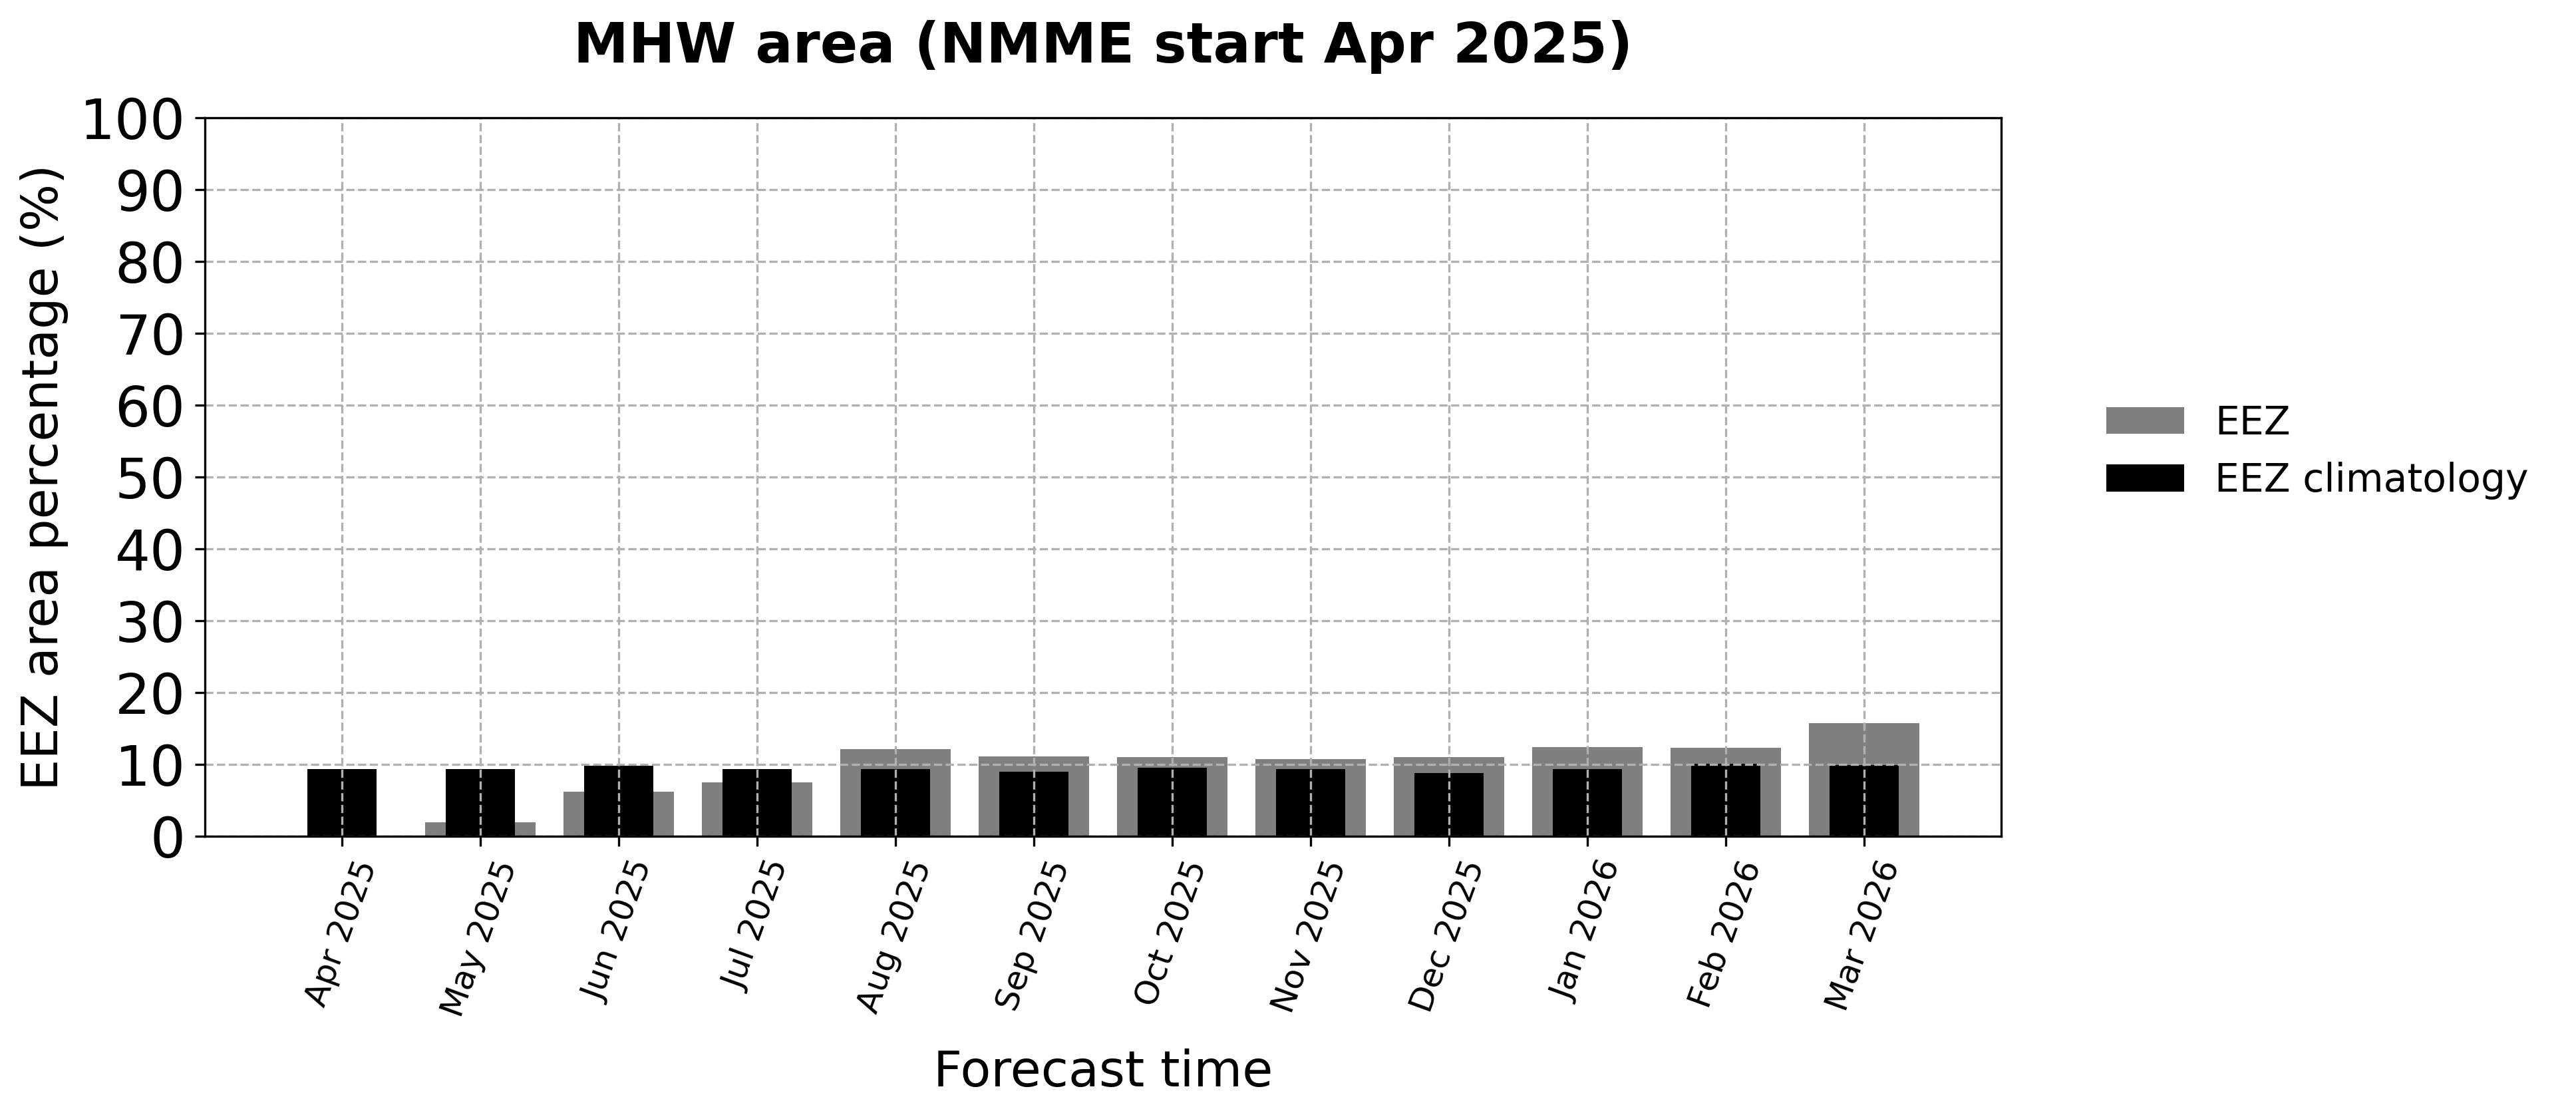 MHW area (NMME start Apr 2025)
EEZ area percentage (%)
100
90
80
70
60
50
40
30
20
10
0
Apr 2025
May 2025
Jun 2025
Jul 2025
Aug 2025
Sep 2025
Oct 2025
Nov 2025
Dec 2025
Jan 2026
Feb 2026
Mar 2026
Forecast time
EEZ
EEZ climatology